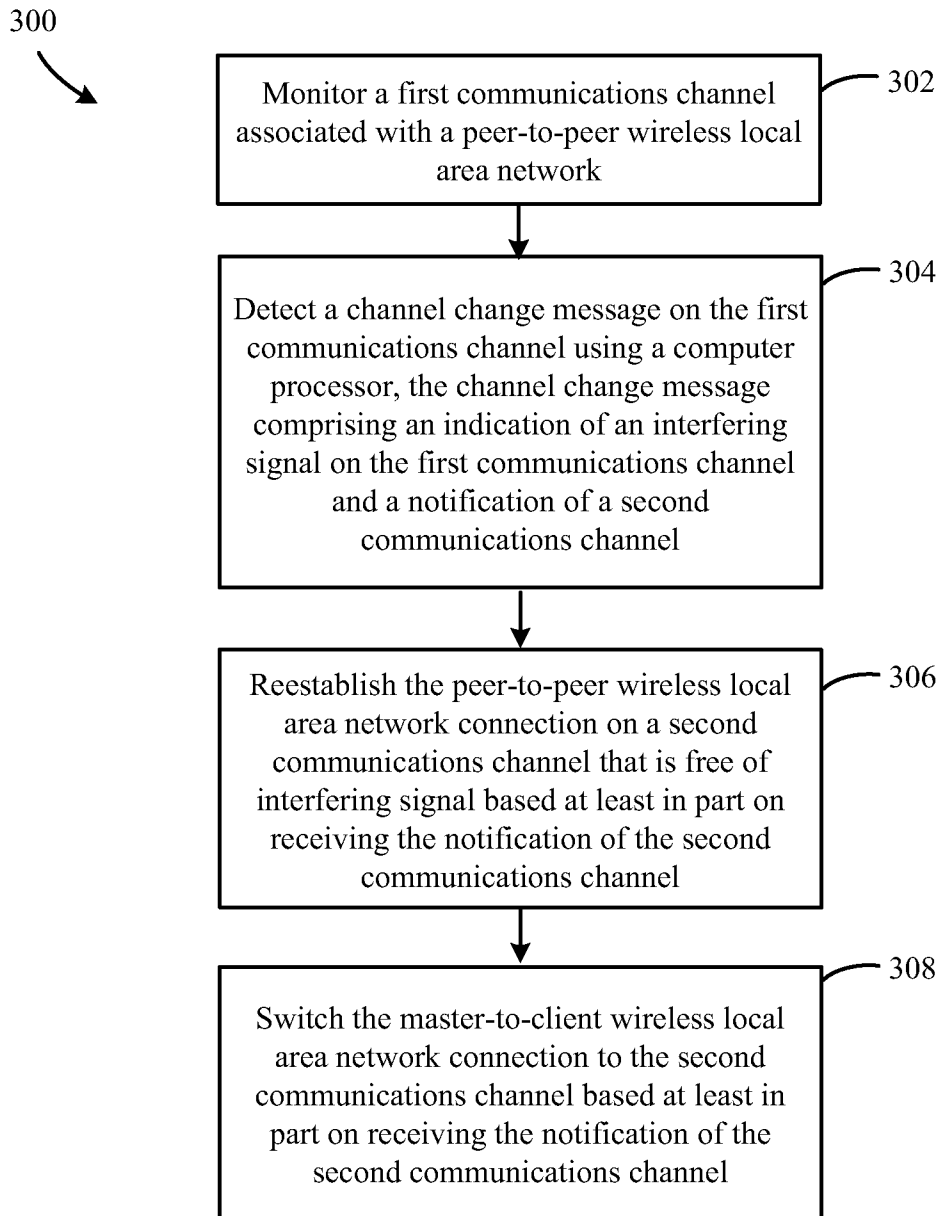 300
Monitor a first communications channel
associated with a peer-to-peer wireless local
area network
302
Detect a channel change message on the first
communications channel using a computer
processor, the channel change message
comprising an indication of an interfering
signal on the first communications channel
and a notification of a second
communications channel
304
Reestablish the peer-to-peer wireless local
area network connection on a second
communications channel that is free of
interfering signal based at least in part on
receiving the notification of the second
communications channel
306
Switch the master-to-client wireless local
area network connection to the second
communications channel based at least in
part on receiving the notification of the
second communications channel
308